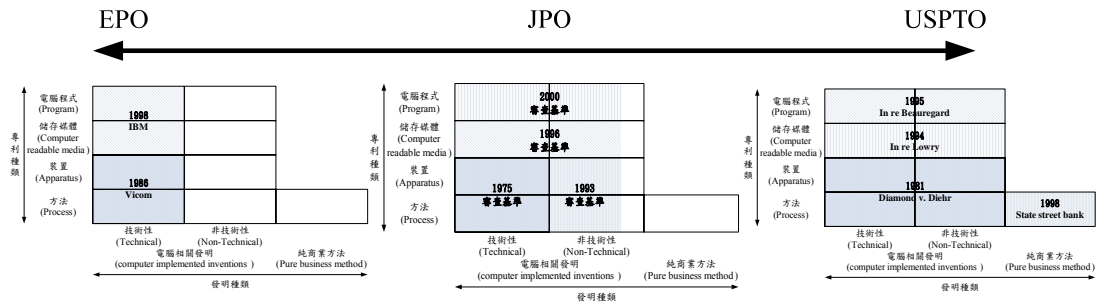 EPO
JPO
USPTO
專利種類
電腦程式
(Program)
儲存媒體
(Computer
readable media)
裝置
(Apparatus)
方法
(Process)
1998
IBM
1986
Vicom
技術性
(Technical)
非技術性
(Non-Technical)
電腦相關發明
(computer implemented inventions )
純商業方法
(Pure business method)
發明種類
專利種類
電腦程式
(Program)
儲存媒體
(Computer
readable media)
裝置
(Apparatus)
方法
(Process)
2000
審查基準
1996
審查基準
1975
審查基準
1993
審查基準
技術性
(Technical)
非技術性
(Non-Technical)
電腦相關發明
(computer implemented inventions )
純商業方法
(Pure business method)
發明種類
專利種類
電腦程式
(Program)
儲存媒體
(Computer
readable media)
裝置
(Apparatus)
方法
(Process)
1995
In re Beauregard
1994
In re Lowry
1981
Diamond v. Diehr
1998
State street bank
技術性
(Technical)
非技術性
(Non-Technical)
電腦相關發明
(computer implemented inventions )
純商業方法
(Pure business method)
發明種類